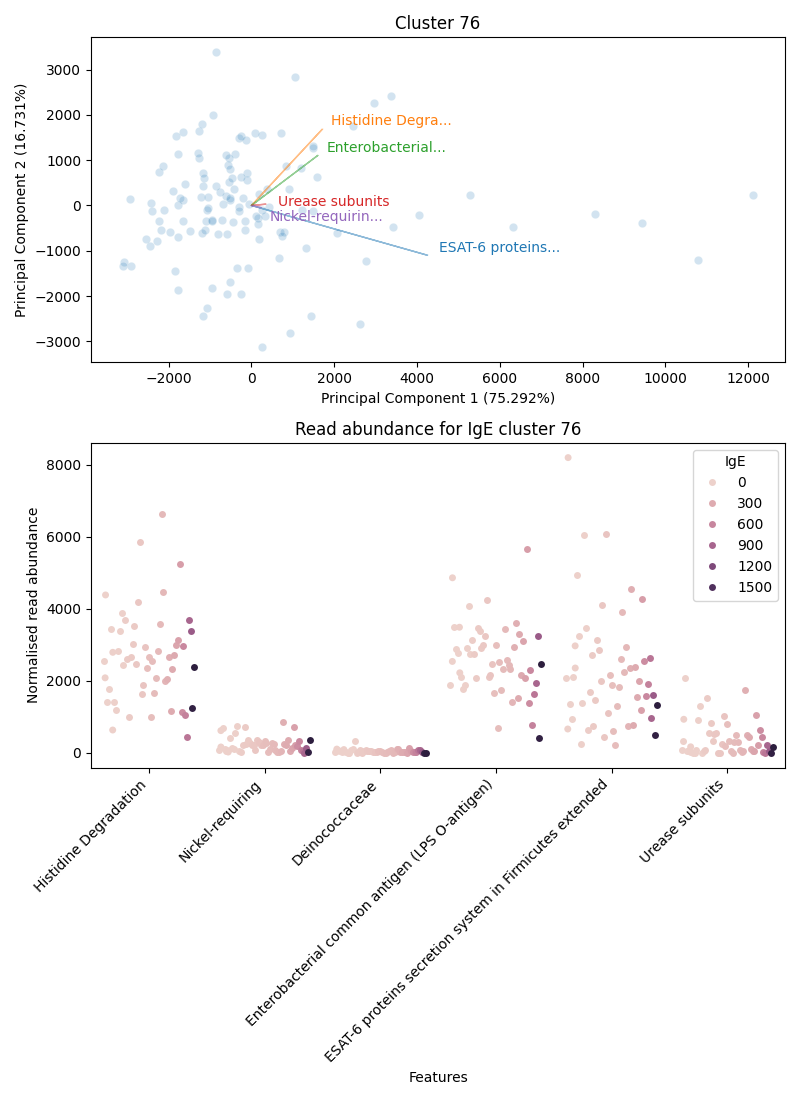 Cluster 76
3000
2000
1000
0
−1000
−2000
−3000
Principal Component 2 (16.731%)
Histidine Degra...
Enterobacterial...
Urease subunits
Nickel-requirin...
ESAT-6 proteins...
−2000
0
2000
4000
6000
8000
10000
12000
Principal Component 1 (75.292%)
Read abundance for IgE cluster 76
8000
6000
4000
2000
0
Normalised read abundance
IgE
0
300
600
900
1200
1500
Histidine Degradation
Nickel-requiring
Deinococcaceae
Enterobacterial common antigen (LPS O-antigen)
ESAT-6 proteins secretion system in Firmicutes extended
Urease subunits
Features